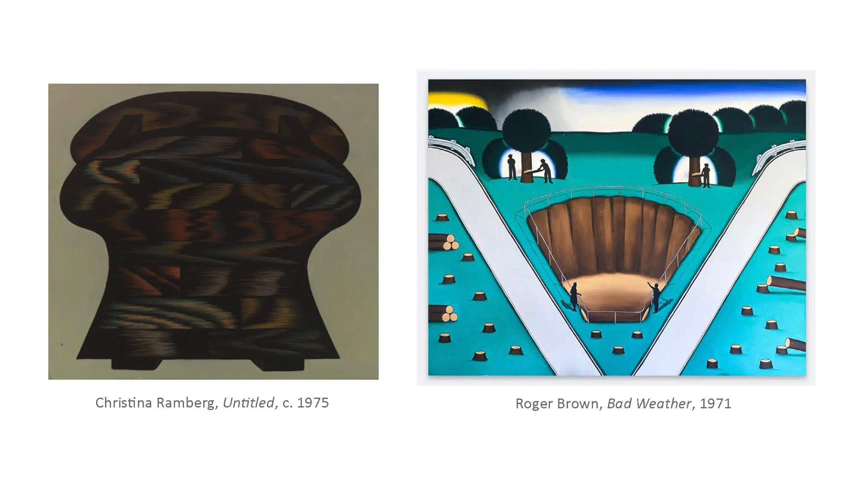 Christina Ramberg, Untitled, c. 1975
Roger Brown, Bad Weather, 1971